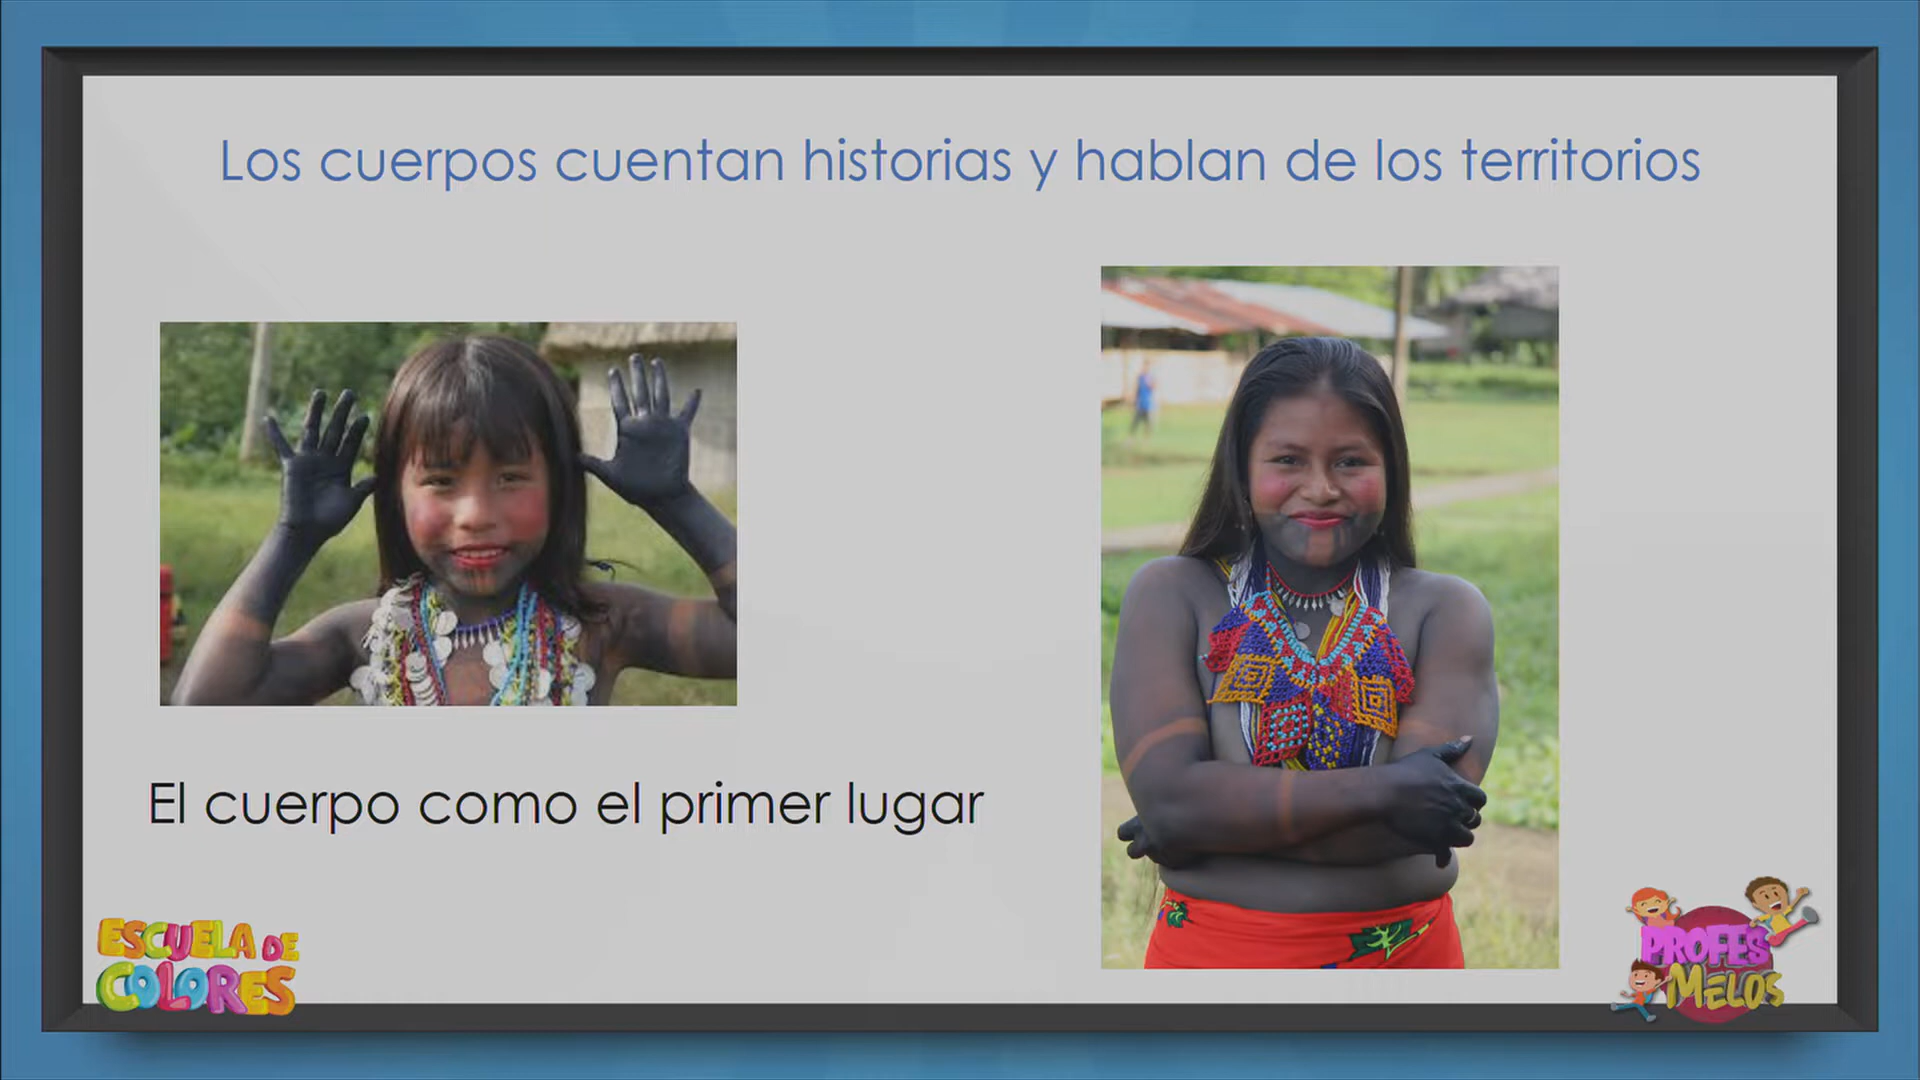 Los cuerpos cuentan historias y hablan de los territorios
El cuerpo como el primer lugar
ESCUELA DE
COLORES
PROFES
MELOS